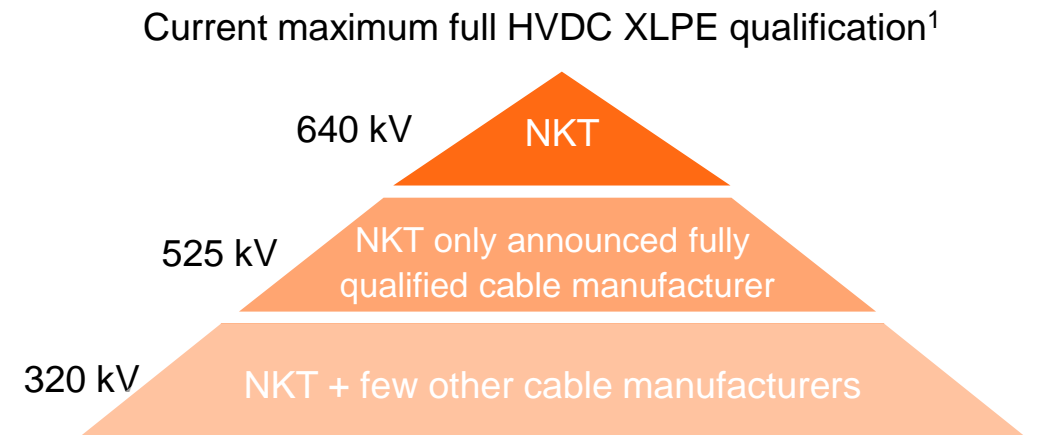 Current maximum full HVDC XLPE qualification¹
640 kV
NKT
525 kV
NKT only announced fully
qualified cable manufacturer
320 kV
NKT + few other cable manufacturers